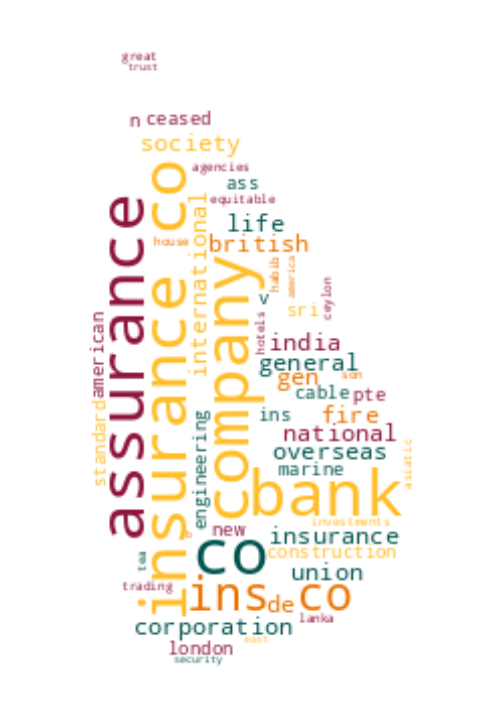 great
trust
n
ceased
society
agencies
ass
equitable
life
british
house
international
habib
america
v
sri
ceylon
hotels
assurance
insurance co
company
american
standard
india
general
gen
son
cable
pte
ins
fire
national
overseas
marine
asiatic
engineering
bank
investments
new
insurance
co
construction
tea
union
trading
ins
de
co
lanka
corporation
east
london
security